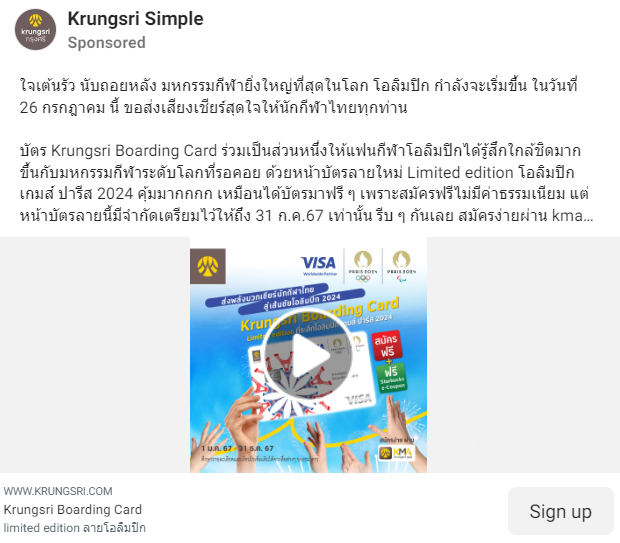 Krungsri Simple
Sponsored
krungsri
กรุงศรี
ใจเต้นรัว นับถอยหลัง มหกรรมกีฬายิ่งใหญ่ที่สุดในโลก โอลิมปิก กำลังจะเริ่มขึ้น ในวันที่
26 กรกฎาคม นี้ ขอส่งเสียงเชียร์สุดใจให้นักกีฬาไทยทุกท่าน
บัตร Krungsri Boarding Card ร่วมเป็นส่วนหนึ่งให้แฟนกีฬาโอลิมปิกได้รู้สึกใกล้ชิดมาก
ขึ้นกับมหกรรมกีฬาระดับโลกที่รอคอย ด้วยหน้าบัตรลายใหม่ Limited edition โอลิมปิก
เกมส์ ปารีส 2024 คุ้มมากกกก เหมือนได้บัตรมาฟรี ๆ เพราะสมัครฟรีไม่มีค่าธรรมเนียม แต่
หน้าบัตรลายนี้มีจำกัดเตรียมไว้ให้ถึง 31 ก.ค.67 เท่านั้น รีบ ๆ กันเลย สมัครง่ายผ่าน kma…
VISA
Worldwide Partner
PARIS 2024
PARIS 2024
ส่งพลังบวกเชียร์นักกีฬาไทย
สู่เส้นชัยโอลิมปิก 2024
Krungsri Boarding Card
Limited edition ที่ระลึกโอลิมปิก เกมส์ ปารีส 2024
สมัคร
ฟรี
+
ฟรี
Starbucks
e-Coupon
VISA
1 ม.ค. 67 - 31 ธ.ค. 67
สมัครง่าย ผ่าน
KMA
WWW.KRUNGSRI.COM
Krungsri Boarding Card
limited edition ลายโอลิมปิก
Sign up